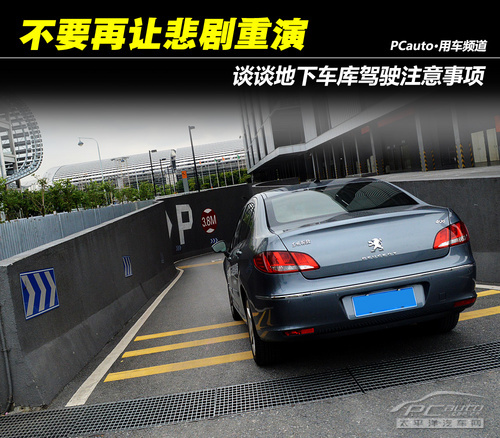 不要再让悲剧重演
PCauto·用车频道
谈谈地下车库驾驶注意事项
P
3.8M
PEUGEOT
PCauto
太平洋汽车网